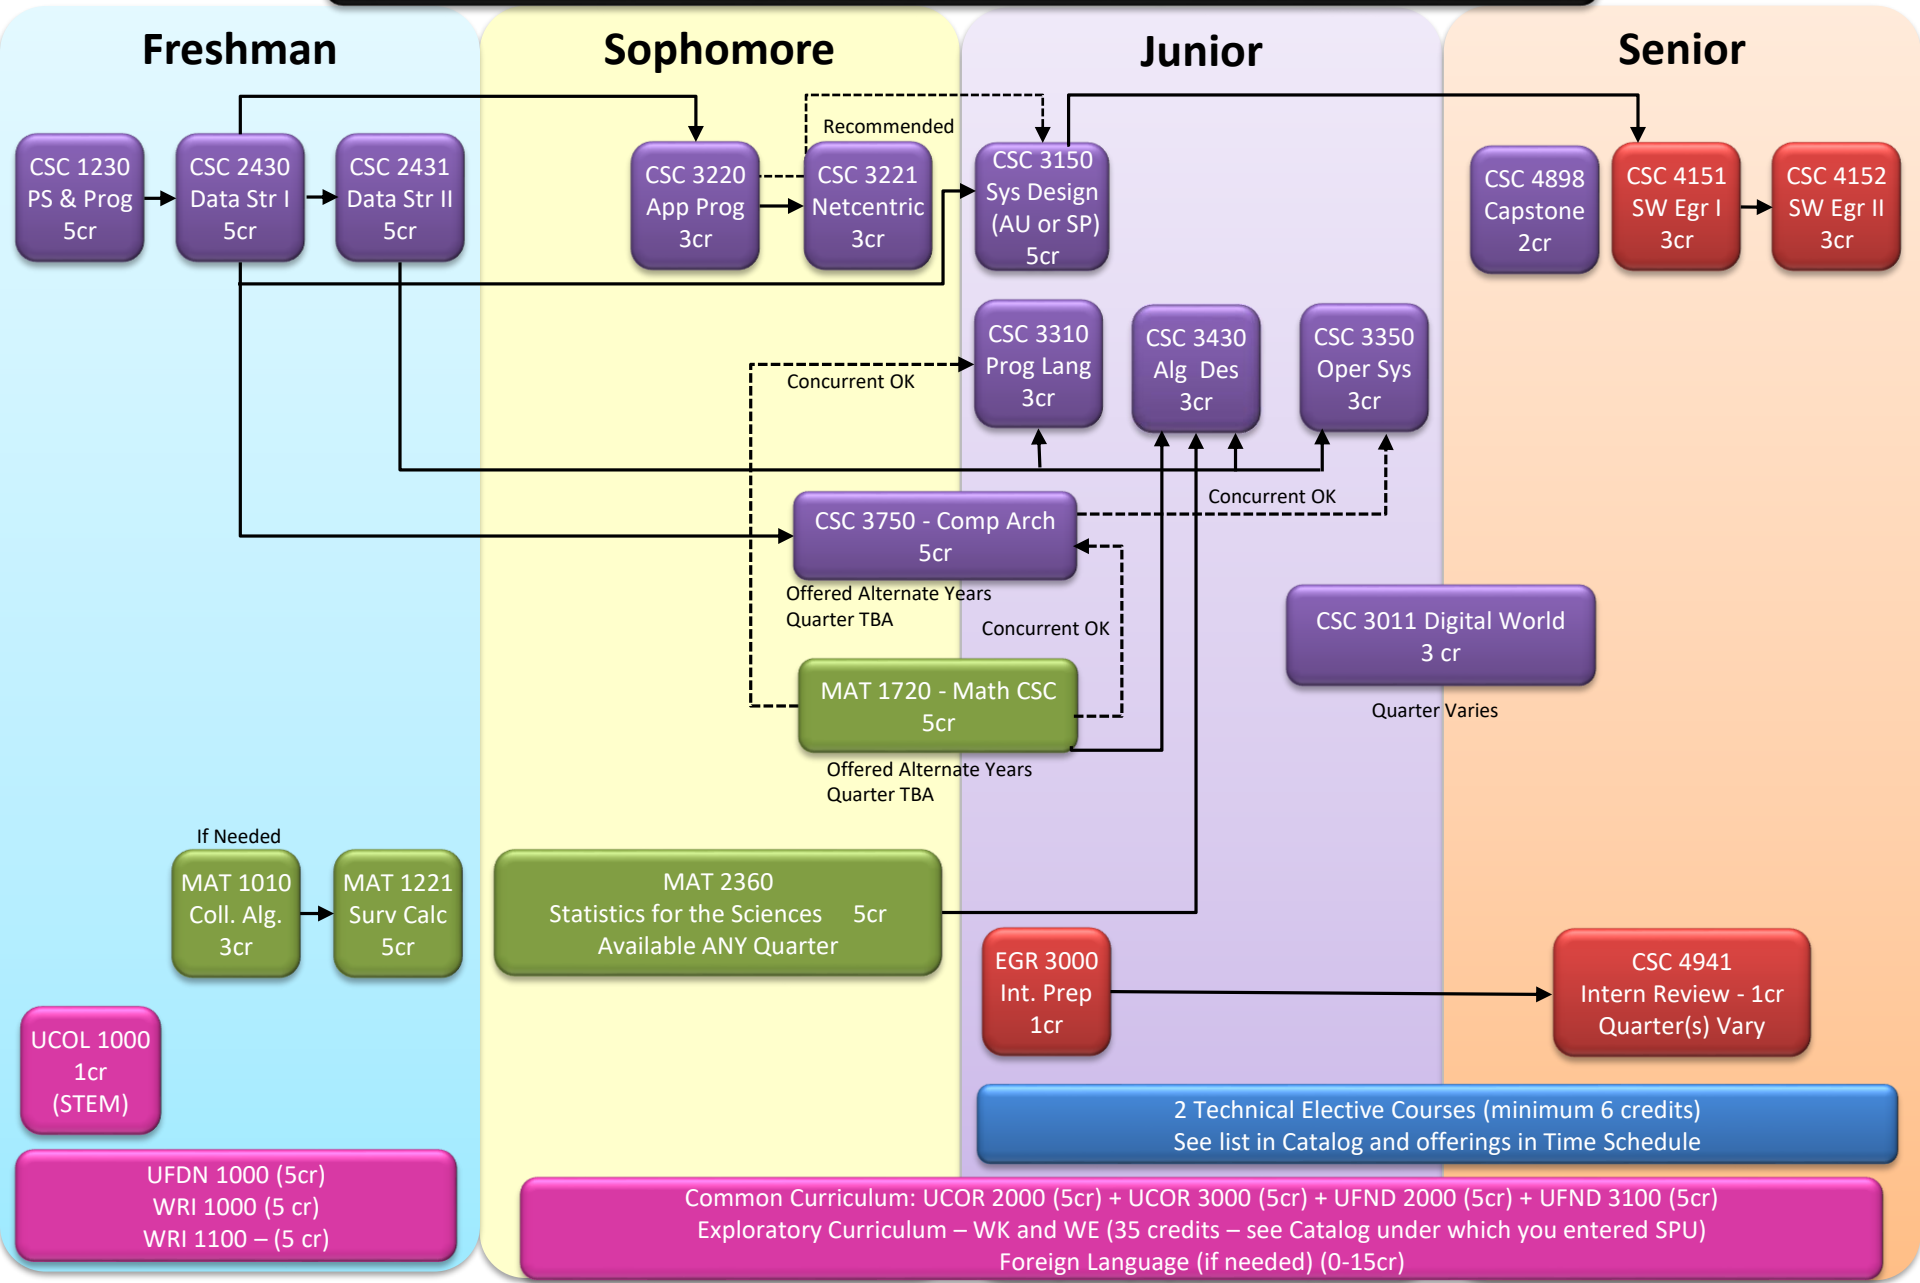 Freshman
Sophomore
Junior
Senior
CSC 1230
PS & Prog
5cr
CSC 2430
Data Str I
5cr
CSC 2431
Data Str II
5cr
CSC 3220
App Prog
3cr
Recommended
CSC 3221
Netcentric
3cr
CSC 3150
Sys Design
(AU or SP)
5cr
CSC 4898
Capstone
2cr
CSC 4151
SW Egr I
3cr
CSC 4152
SW Egr II
3cr
Concurrent OK
CSC 3310
Prog Lang
3cr
CSC 3430
Alg Des
3cr
CSC 3350
Oper Sys
3cr
Concurrent OK
CSC 3750 - Comp Arch
5cr
Offered Alternate Years
Quarter TBA
Concurrent OK
CSC 3011 Digital World
3 cr
Quarter Varies
MAT 1720 - Math CSC
5cr
Offered Alternate Years
Quarter TBA
If Needed
MAT 1010
Coll. Alg.
3cr
MAT 1221
Surv Calc
5cr
MAT 2360
Statistics for the Sciences 5cr
Available ANY Quarter
EGR 3000
Int. Prep
1cr
CSC 4941
Intern Review - 1cr
Quarter(s) Vary
UCOL 1000
1cr
(STEM)
2 Technical Elective Courses (minimum 6 credits)
See list in Catalog and offerings in Time Schedule
UFDN 1000 (5cr)
WRI 1000 (5 cr)
WRI 1100 – (5 cr)
Common Curriculum: UCOR 2000 (5cr) + UCOR 3000 (5cr) + UFND 2000 (5cr) + UFND 3100 (5cr)
Exploratory Curriculum – WK and WE (35 credits – see Catalog under which you entered SPU)
Foreign Language (if needed) (0-15cr)